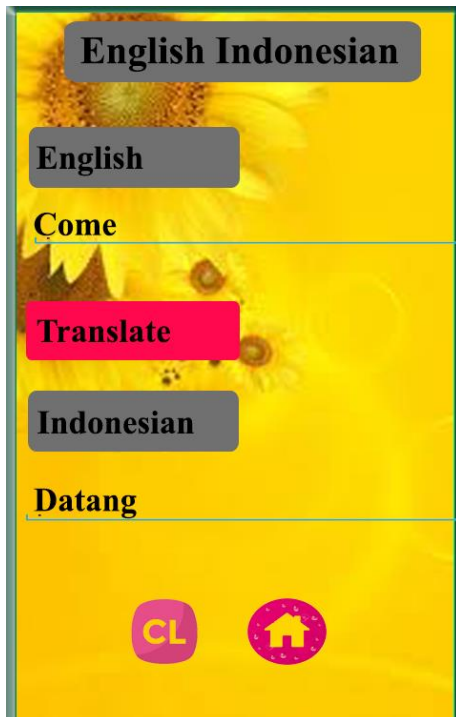 English Indonesian
English
Come
Translate
Indonesian
Datang
CL